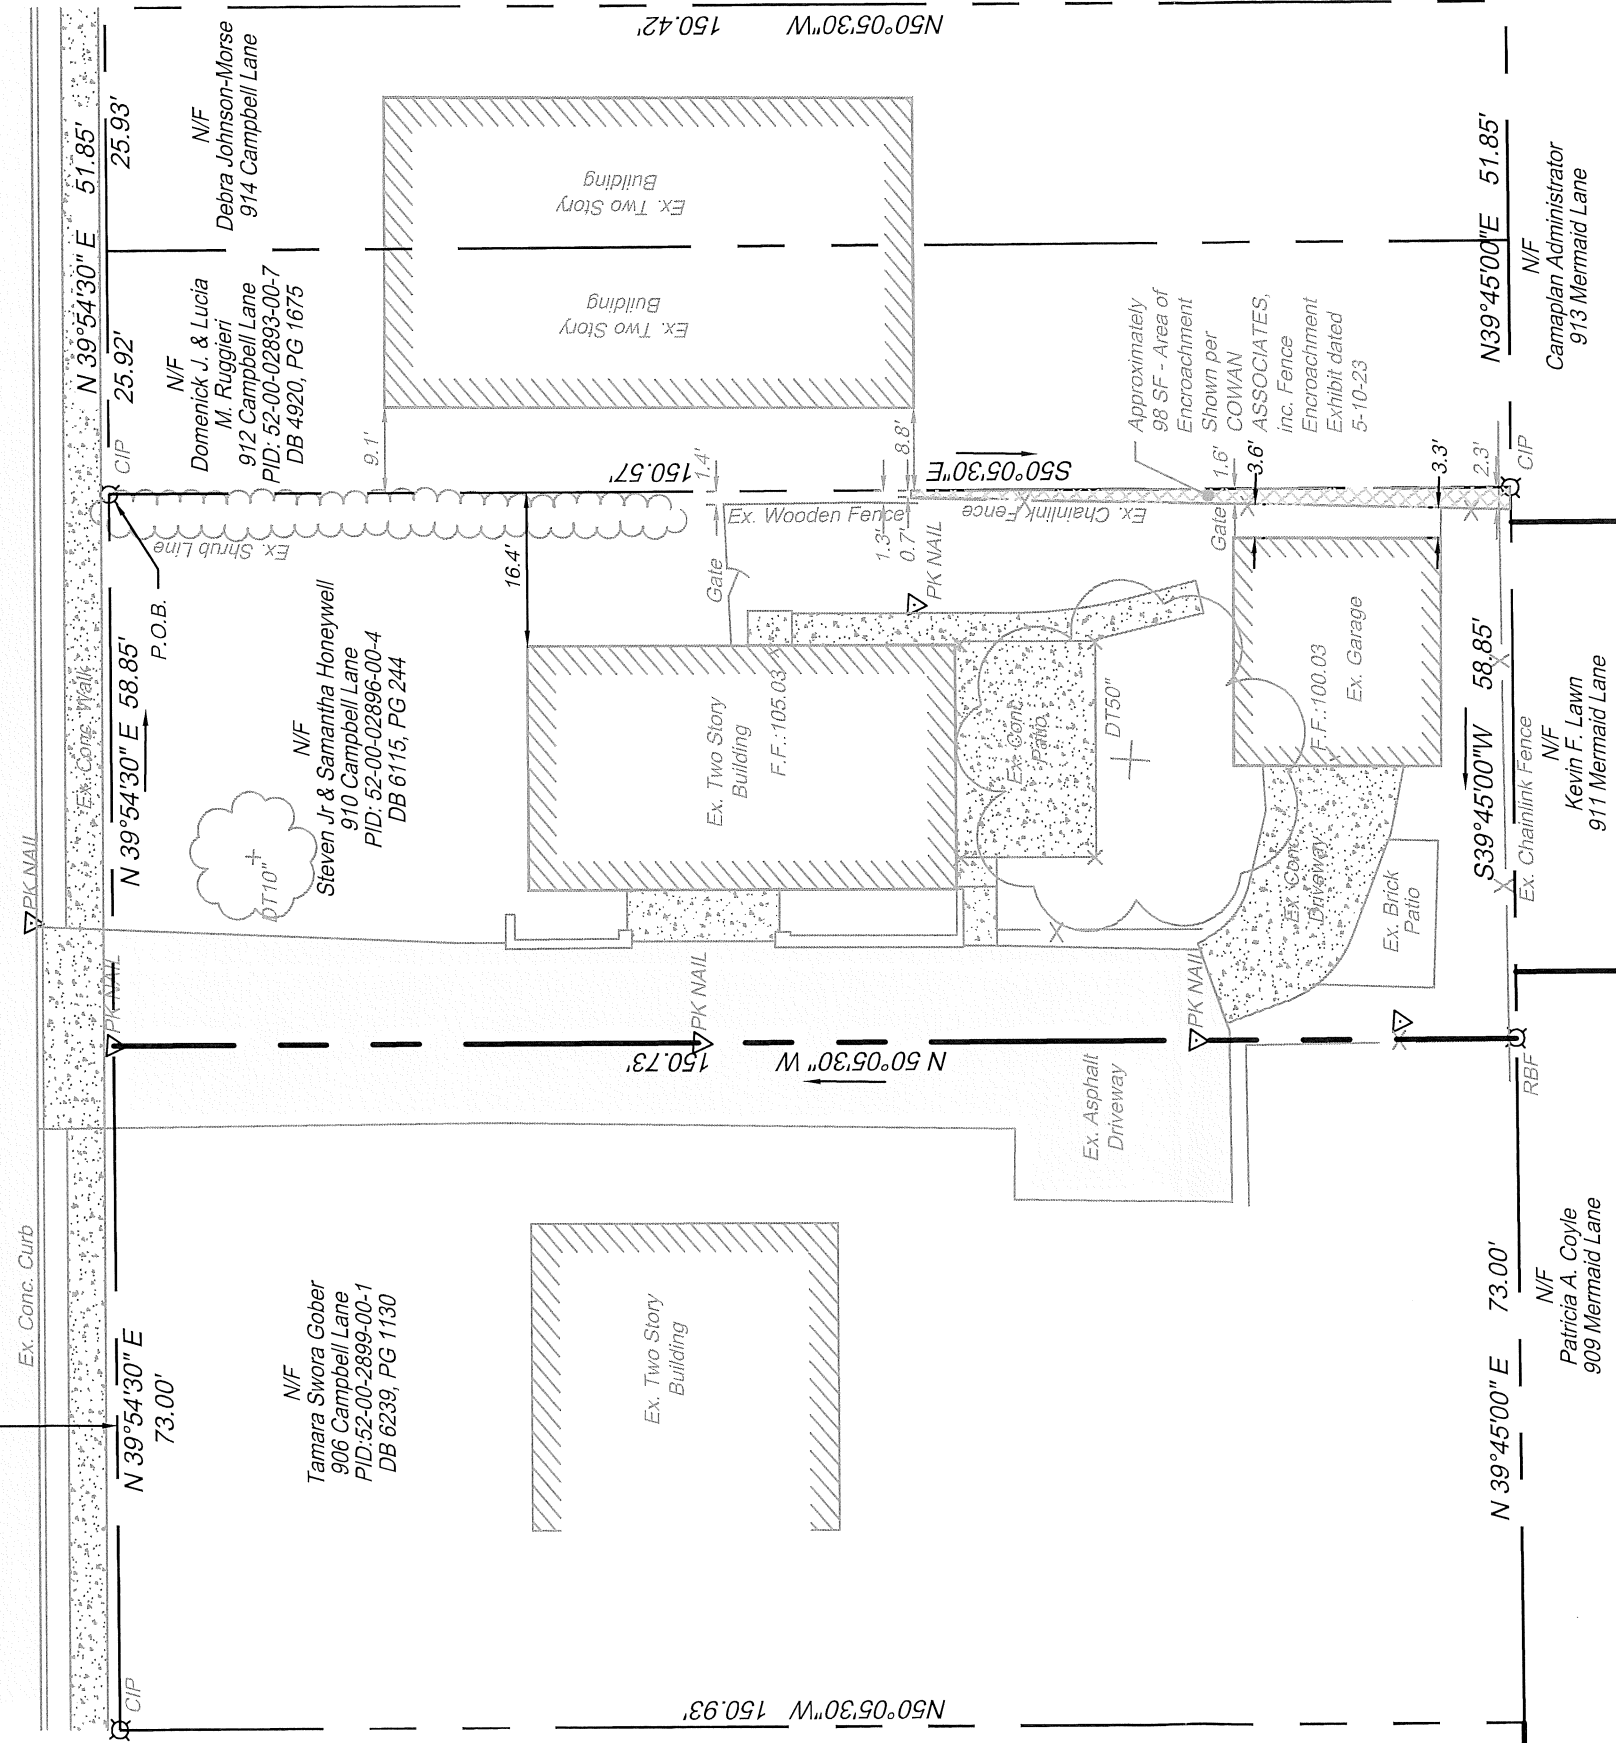 N50°05'30"W 150.42'
N/F
Debra Johnson-Morse
914 Campbell Lane
25.93'
N 39°54'30" E 51.85'
25.92'
CIP
N/F
Domenick J. & Lucia
M. Ruggieri
912 Campbell Lane
PID: 52-00-02893-00-7
DB 4920, PG 1675
Ex. Two Story
Building
Ex. Two Story
Building
9.1'
8.8'
150.57'
S50°05'30"E
1.4'
1.3'
0.7'
1.6'
3.6'
3.3'
2.3'
CIP
Approximately
98 SF - Area of
Encroachment
Shown per
COWAN
ASSOCIATES,
inc. Fence
Encroachment
Exhibit dated
5-10-23
N39°45'00"E 51.85'
N/F
Camaplan Administrator
913 Mermaid Lane
Ex. Shrub Line
Ex. Wooden Fence
Ex. Chainlink Fence
Gate
Gate
PK NAIL
16.4'
P.O.B.
Ex. Conc. Walk
N 39°54'30" E 58.85'
N/F
Steven Jr & Samantha Honeywell
910 Campbell Lane
PID: 52-00-02896-00-4
DB 6115, PG 244
DT10"
Ex. Two Story
Building
F.F.:105.03
Ex. Conc.
Patio
DT50"
F.F.:100.03
Ex. Garage
Ex. Conc.
Driveway
Ex. Brick
Patio
S39°45'00"W 58.85'
Ex. Chainlink Fence
N/F
Kevin F. Lawn
911 Mermaid Lane
PK NAIL
PK NAIL
PK NAIL
PK NAIL
N 50°05'30" W 150.73'
RBF
Ex. Asphalt
Driveway
Ex. Conc. Curb
N 39°54'30" E
73.00'
N/F
Tamara Swora Gober
906 Campbell Lane
PID:52-00-2899-00-1
DB 6239, PG 1130
Ex. Two Story
Building
N 39°45'00" E 73.00'
N/F
Patricia A. Coyle
909 Mermaid Lane
CIP
N50°05'30"W 150.93'